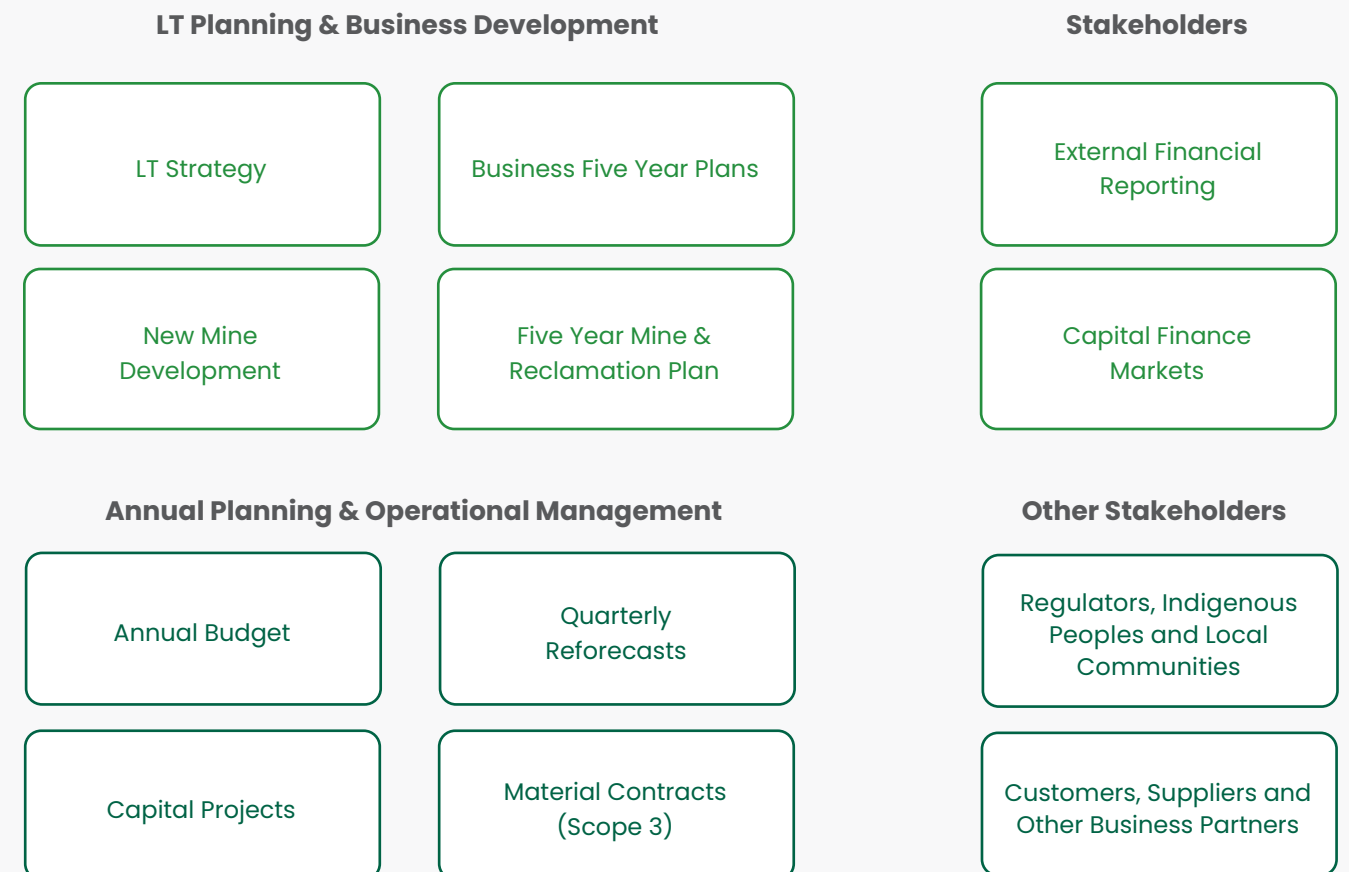 LT Planning & Business Development
LT Strategy
Business Five Year Plans
New Mine
Development
Five Year Mine &
Reclamation Plan
Stakeholders
External Financial
Reporting
Capital Finance
Markets
Annual Planning & Operational Management
Annual Budget
Quarterly
Reforecasts
Capital Projects
Material Contracts
(Scope 3)
Other Stakeholders
Regulators, Indigenous
Peoples and Local
Communities
Customers, Suppliers and
Other Business Partners